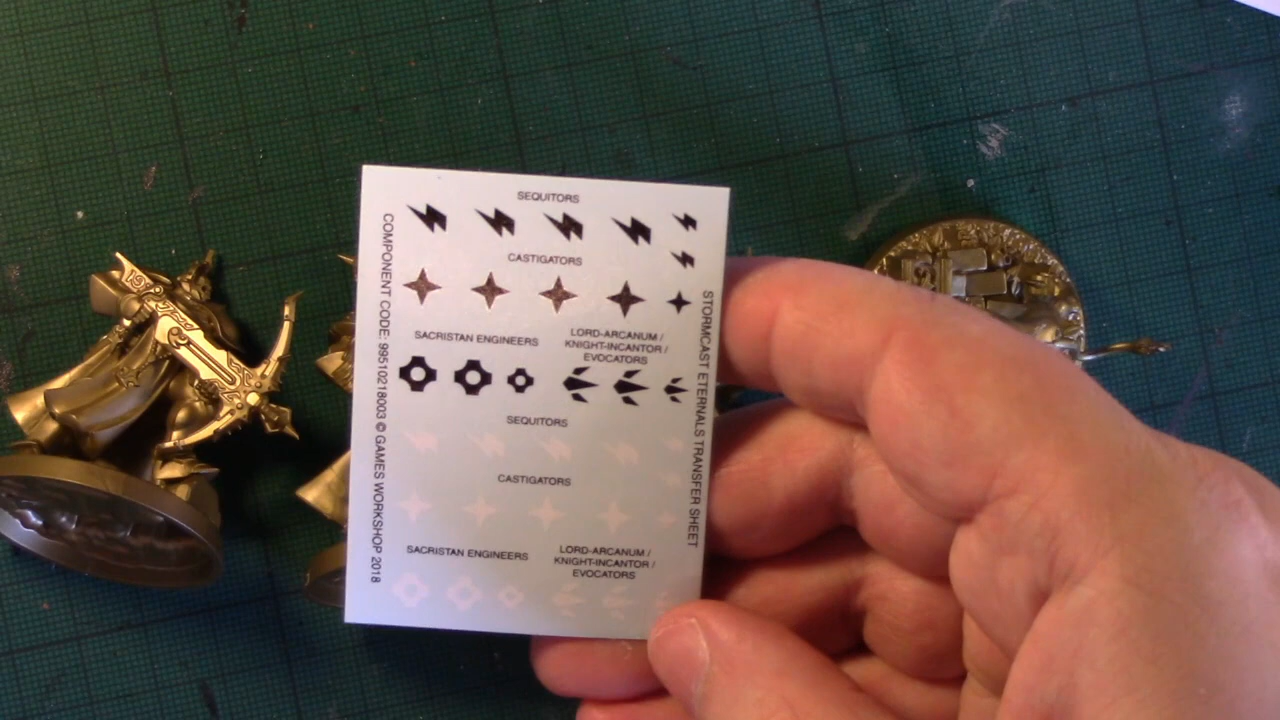 SEQUITORS
CASTIGATORS
SACRISTAN ENGINEERS
LORD-ARCANUM /
KNIGHT-INCANTOR /
EVOCATORS
SEQUITORS
CASTIGATORS
SACRISTAN ENGINEERS
LORD-ARCANUM /
KNIGHT-INCANTOR /
EVOCATORS
COMPONENT CODE: 99510218003 © GAMES WORKSHOP 2018
STORMCAST ETERNALS TRANSFER SHEET